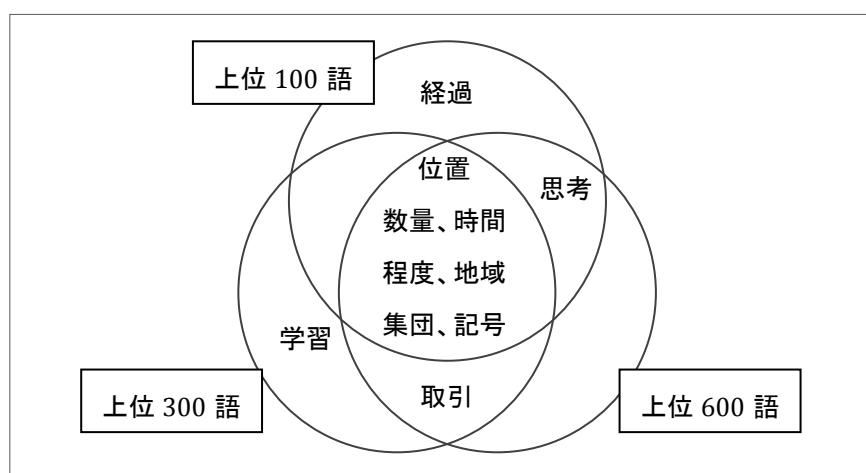 上位 100 語
経過
位置
思考
数量、時間
程度、地域
集団、記号
学習
取引
上位 300 語
上位 600 語